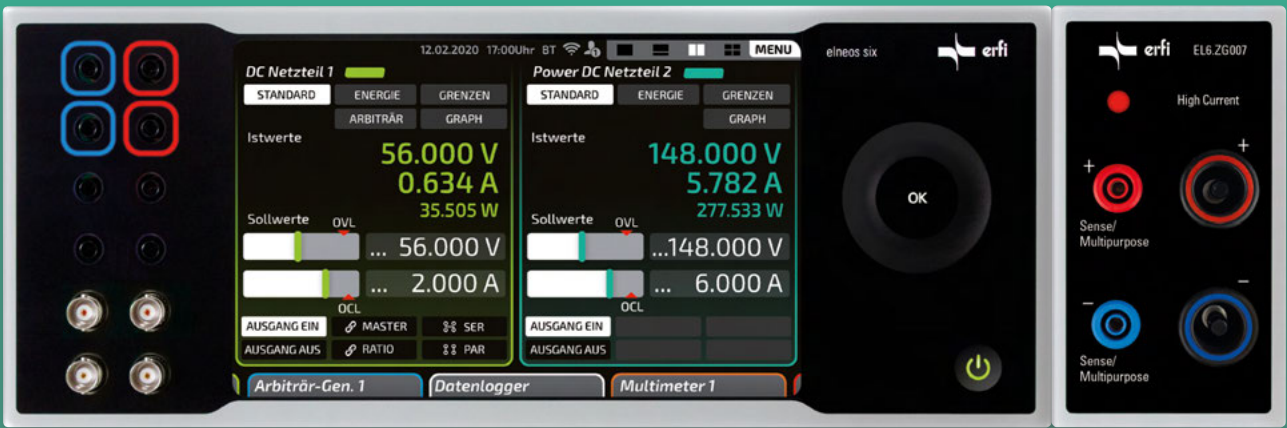 12.02.2020 17:00Uhr BT MENU
DC Netzteil 1
STANDARD ENERGIE GRENZEN
ARBITRÄR GRAPH
Istwerte
56.000 V
0.634 A
35.505 W
Sollwerte OVL
... 56.000 V
... 2.000 A
OCL
AUSGANG EIN MASTER SER
AUSGANG AUS RATIO PAR
Power DC Netzteil 2
STANDARD ENERGIE GRENZEN
GRAPH
Istwerte
148.000 V
5.782 A
277.533 W
Sollwerte OVL
...148.000 V
... 6.000 A
OCL
AUSGANG EIN
AUSGANG AUS
Arbiträr-Gen. 1 Datenlogger Multimeter 1
elneos six erfi
OK
erfi EL6.ZG007
High Current
+
+
Sense/
Multipurpose
−
−
Sense/
Multipurpose